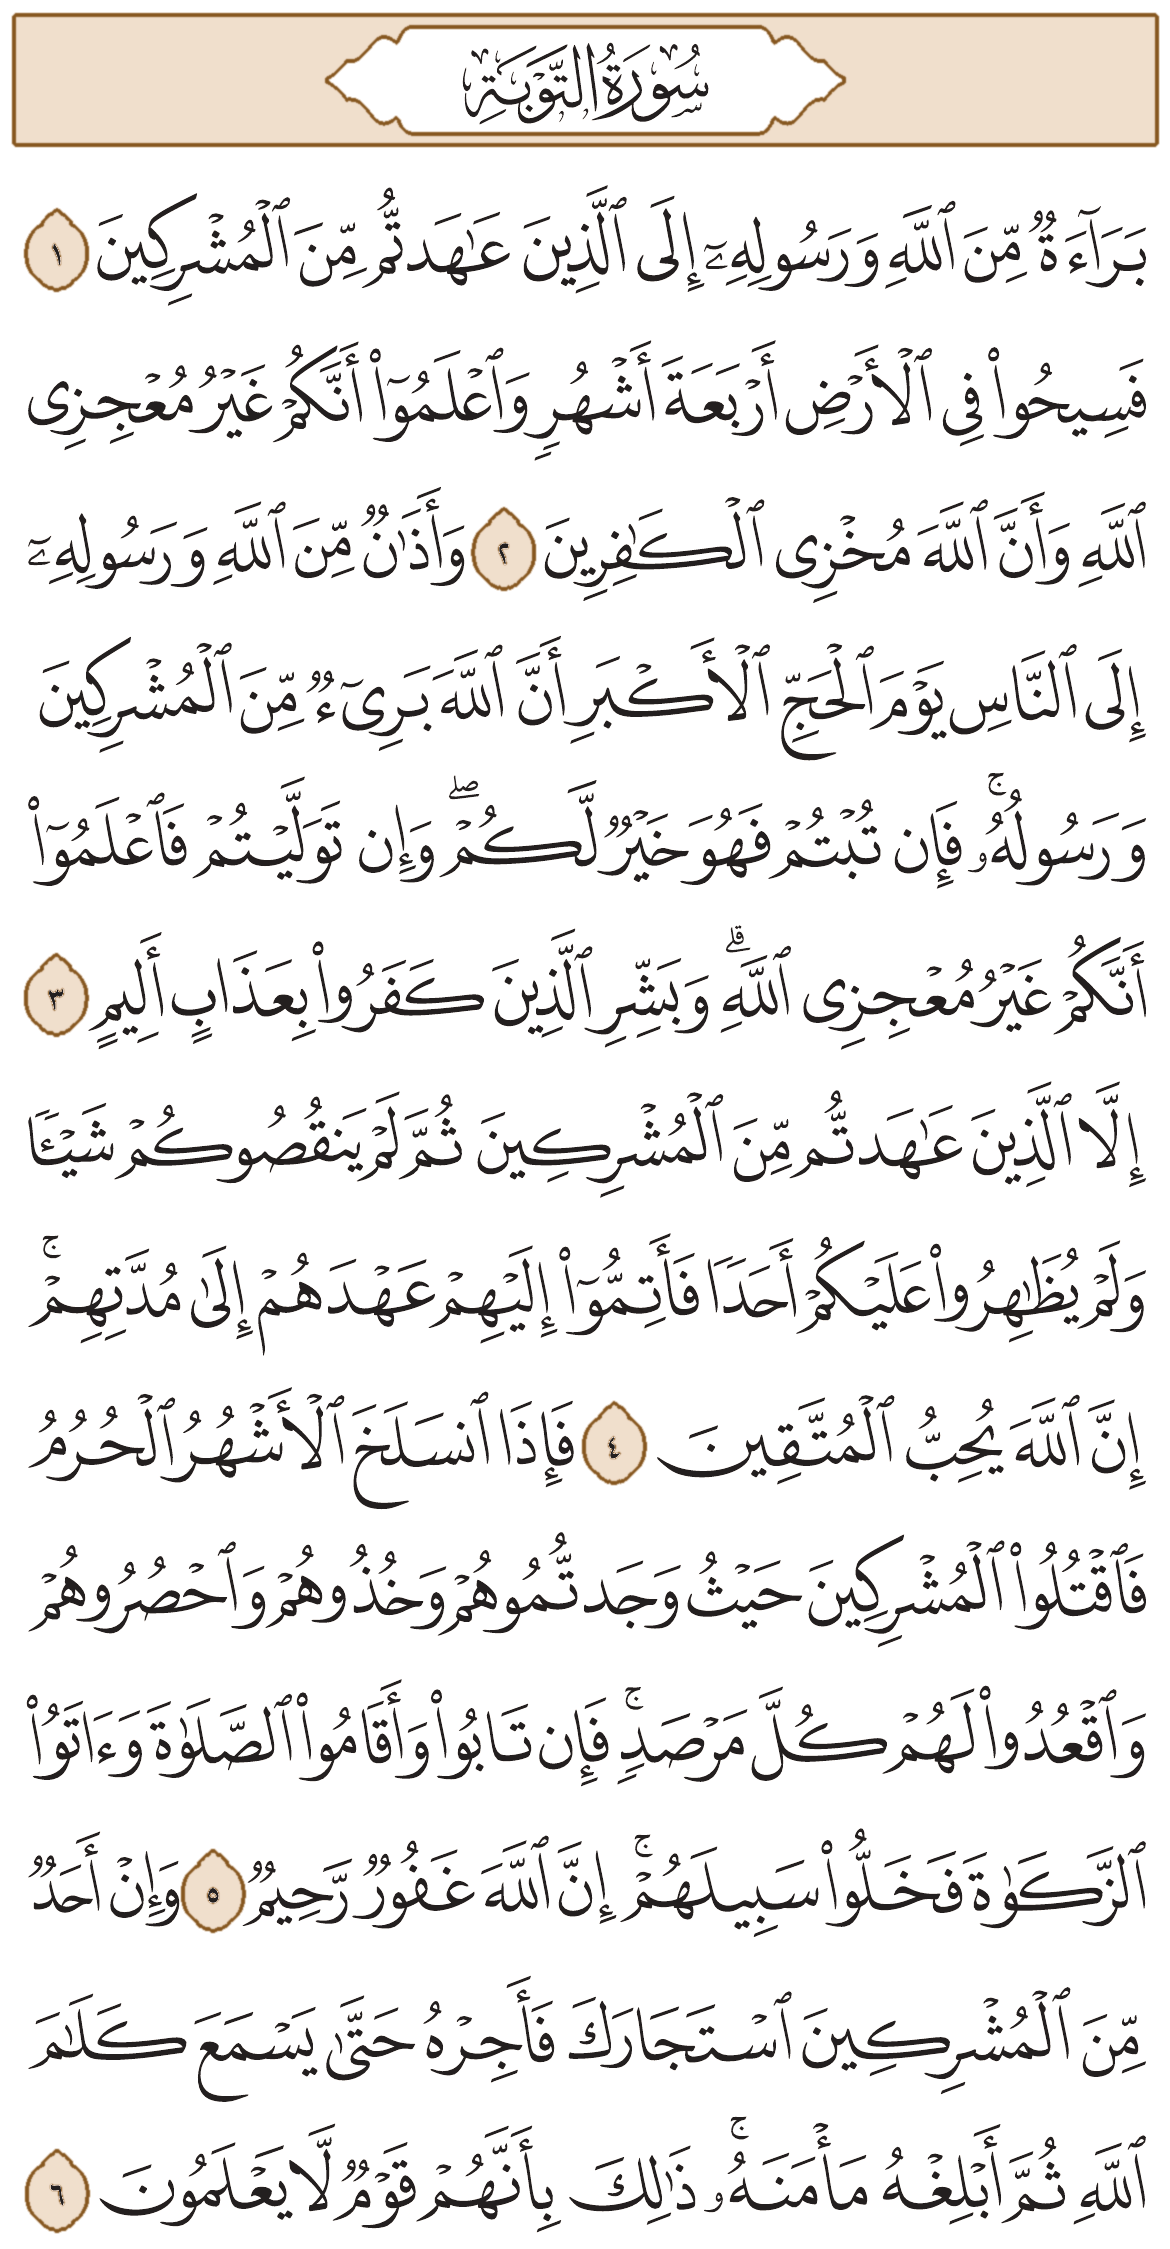 سُورَةُ التَّوۡبَةِ
بَرَآءَةٞ مِّنَ ٱللَّهِ وَرَسُولِهِۦٓ إِلَى ٱلَّذِينَ عَٰهَدتُّم مِّنَ ٱلۡمُشۡرِكِينَ ١
فَسِيحُواْ فِي ٱلۡأَرۡضِ أَرۡبَعَةَ أَشۡهُرٖ وَٱعۡلَمُوٓاْ أَنَّكُمۡ غَيۡرُ مُعۡجِزِي
ٱللَّهِ وَأَنَّ ٱللَّهَ مُخۡزِي ٱلۡكَٰفِرِينَ ٢ وَأَذَٰنٞ مِّنَ ٱللَّهِ وَرَسُولِهِۦٓ
إِلَى ٱلنَّاسِ يَوۡمَ ٱلۡحَجِّ ٱلۡأَكۡبَرِ أَنَّ ٱللَّهَ بَرِيٓءٞ مِّنَ ٱلۡمُشۡرِكِينَ
وَرَسُولُهُۥۚ فَإِن تُبۡتُمۡ فَهُوَ خَيۡرٞ لَّكُمۡۖ وَإِن تَوَلَّيۡتُمۡ فَٱعۡلَمُوٓاْ
أَنَّكُمۡ غَيۡرُ مُعۡجِزِي ٱللَّهِۗ وَبَشِّرِ ٱلَّذِينَ كَفَرُواْ بِعَذَابٍ أَلِيمٍ ٣
إِلَّا ٱلَّذِينَ عَٰهَدتُّم مِّنَ ٱلۡمُشۡرِكِينَ ثُمَّ لَمۡ يَنقُصُوكُمۡ شَيۡـٔٗا
وَلَمۡ يُظَٰهِرُواْ عَلَيۡكُمۡ أَحَدٗا فَأَتِمُّوٓاْ إِلَيۡهِمۡ عَهۡدَهُمۡ إِلَىٰ مُدَّتِهِمۡۚ
إِنَّ ٱللَّهَ يُحِبُّ ٱلۡمُتَّقِينَ ٤ فَإِذَا ٱنسَلَخَ ٱلۡأَشۡهُرُ ٱلۡحُرُمُ
فَٱقۡتُلُواْ ٱلۡمُشۡرِكِينَ حَيۡثُ وَجَدتُّمُوهُمۡ وَخُذُوهُمۡ وَٱحۡصُرُوهُمۡ
وَٱقۡعُدُواْ لَهُمۡ كُلَّ مَرۡصَدٖۚ فَإِن تَابُواْ وَأَقَامُواْ ٱلصَّلَوٰةَ وَءَاتَوُاْ
ٱلزَّكَوٰةَ فَخَلُّواْ سَبِيلَهُمۡۚ إِنَّ ٱللَّهَ غَفُورٞ رَّحِيمٞ ٥ وَإِنۡ أَحَدٞ
مِّنَ ٱلۡمُشۡرِكِينَ ٱسۡتَجَارَكَ فَأَجِرۡهُ حَتَّىٰ يَسۡمَعَ كَلَٰمَ
ٱللَّهِ ثُمَّ أَبۡلِغۡهُ مَأۡمَنَهُۥۚ ذَٰلِكَ بِأَنَّهُمۡ قَوۡمٞ لَّا يَعۡلَمُونَ ٦